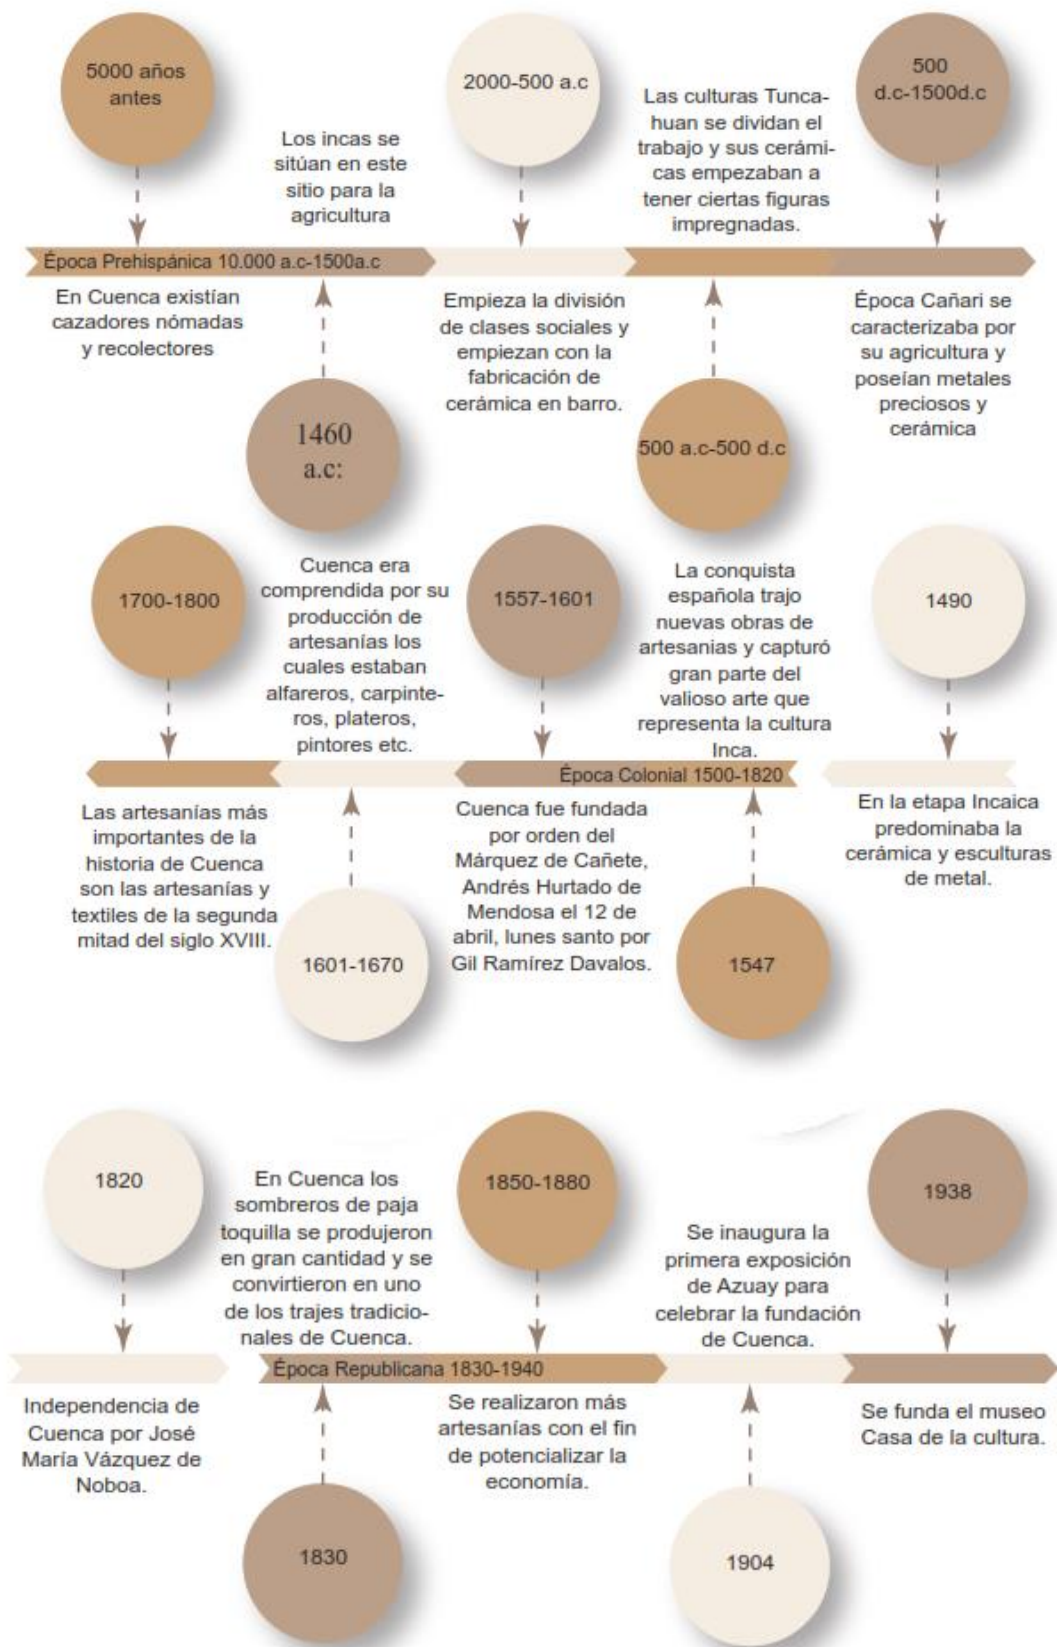 5000 años
antes
Los incas se
sitúan en este
sitio para la
agricultura
2000-500 a.c
Las culturas Tunca-
huan se dividan el
trabajo y sus cerámi-
cas empezaban a
tener ciertas figuras
impregnadas.
500
d.c-1500d.c
Época Prehispánica 10.000 a.c-1500a.c
En Cuenca existían
cazadores nómadas
y recolectores
1460
a.c:
Empieza la división
de clases sociales y
empiezan con la
fabricación de
cerámica en barro.
500 a.c-500 d.c
Época Cañari se
caracterizaba por
su agricultura y
poseían metales
preciosos y
cerámica
1700-1800
Cuenca era
comprendida por su
producción de
artesanías los
cuales estaban
alfareros, carpinte-
ros, plateros,
pintores etc.
1557-1601
La conquista
española trajo
nuevas obras de
artesanias y capturó
gran parte del
valioso arte que
representa la cultura
Inca.
1490
Época Colonial 1500-1820
Las artesanías más
importantes de la
historia de Cuenca
son las artesanías y
textiles de la segunda
mitad del siglo XVIII.
1601-1670
Cuenca fue fundada
por orden del
Márquez de Cañete,
Andrés Hurtado de
Mendosa el 12 de
abril, lunes santo por
Gil Ramírez Davalos.
1547
En la etapa Incaica
predominaba la
cerámica y esculturas
de metal.
1820
En Cuenca los
sombreros de paja
toquilla se produjeron
en gran cantidad y se
convirtieron en uno
de los trajes tradicio-
nales de Cuenca.
1850-1880
Se inaugura la
primera exposición
de Azuay para
celebrar la fundación
de Cuenca.
1938
Época Republicana 1830-1940
Independencia de
Cuenca por José
María Vázquez de
Noboa.
1830
Se realizaron más
artesanías con el fin
de potencializar la
economía.
1904
Se funda el museo
Casa de la cultura.